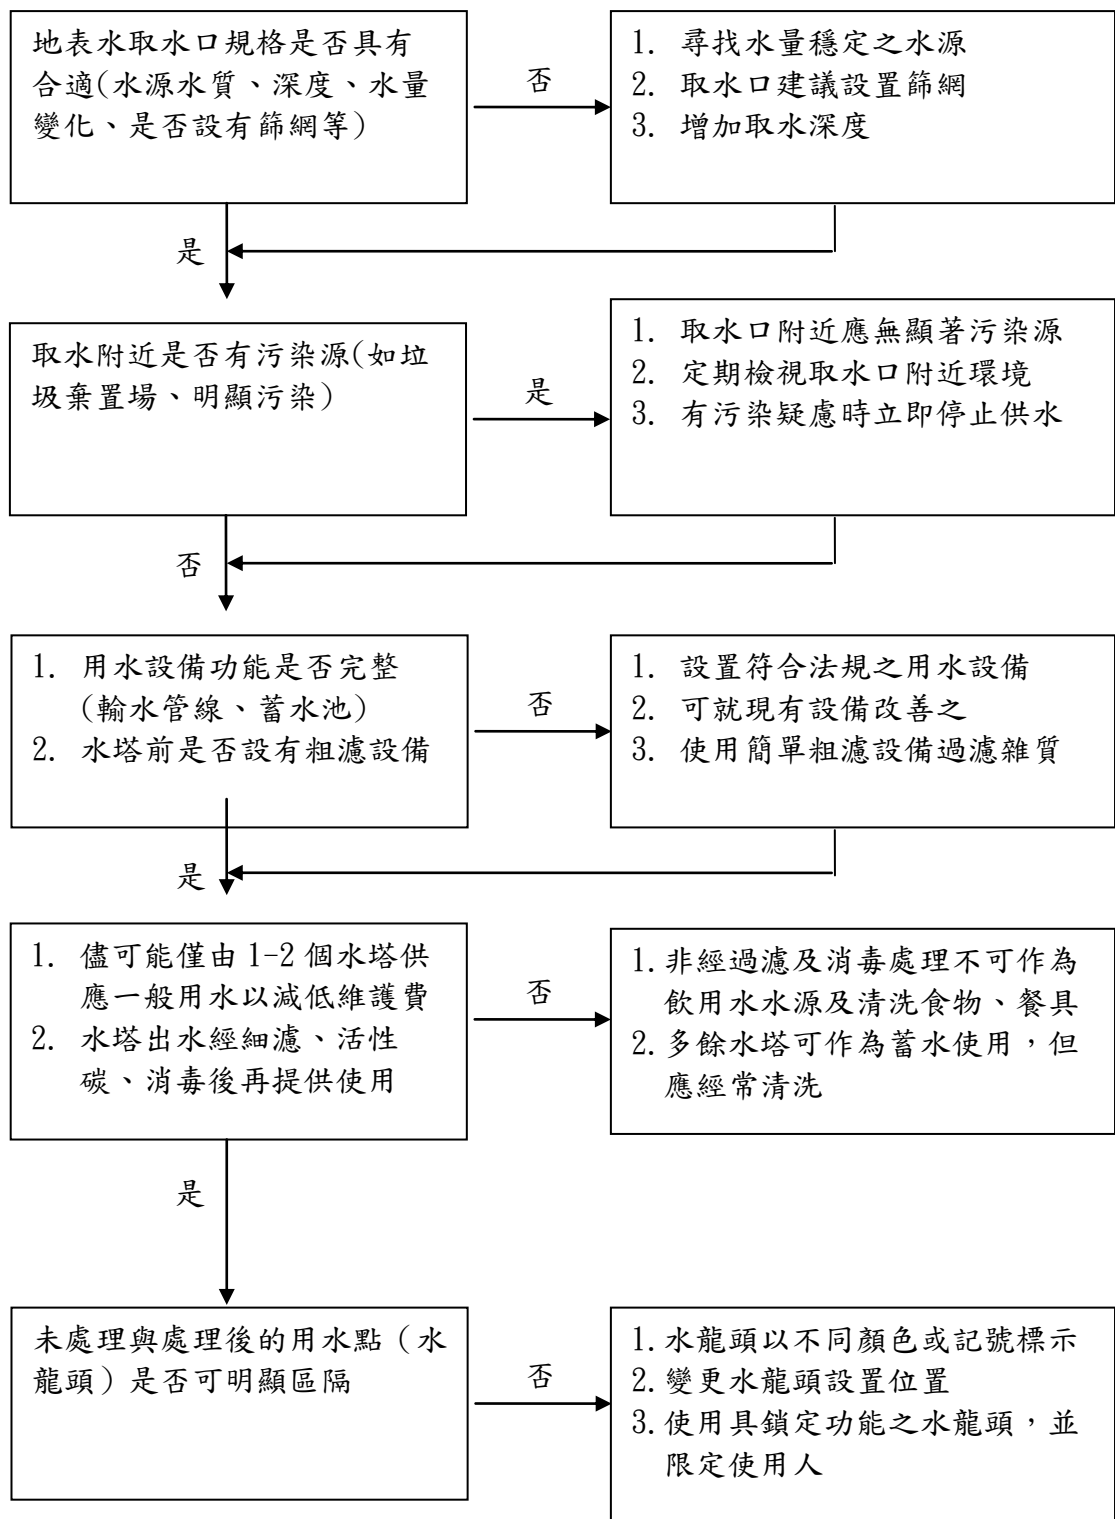 地表水取水口規格是否具有
合適(水源水質、深度、水量
變化、是否設有篩網等)
否
1. 尋找水量穩定之水源
2. 取水口建議設置篩網
3. 增加取水深度
是
取水附近是否有污染源(如垃
圾棄置場、明顯污染)
是
1. 取水口附近應無顯著污染源
2. 定期檢視取水口附近環境
3. 有污染疑慮時立即停止供水
否
1. 用水設備功能是否完整
(輸水管線、蓄水池)
2. 水塔前是否設有粗濾設備
否
1. 設置符合法規之用水設備
2. 可就現有設備改善之
3. 使用簡單粗濾設備過濾雜質
是
1. 儘可能僅由 1-2 個水塔供
應一般用水以減低維護費
2. 水塔出水經細濾、活性
碳、消毒後再提供使用
否
1.非經過濾及消毒處理不可作為
飲用水水源及清洗食物、餐具
2.多餘水塔可作為蓄水使用，但
應經常清洗
是
未處理與處理後的用水點（水
龍頭）是否可明顯區隔
否
1.水龍頭以不同顏色或記號標示
2.變更水龍頭設置位置
3.使用具鎖定功能之水龍頭，並
限定使用人